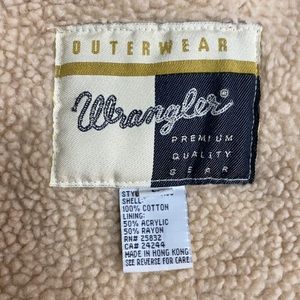 OUTERWEAR
Wrangler®
PREMIUM
QUALITY
GEAR
STYLE
SHELL:
100% COTTON
LINING:
50% ACRYLIC
50% RAYON
RN# 25832
CA# 24244
MADE IN HONG KONG
SEE REVERSE FOR CARE